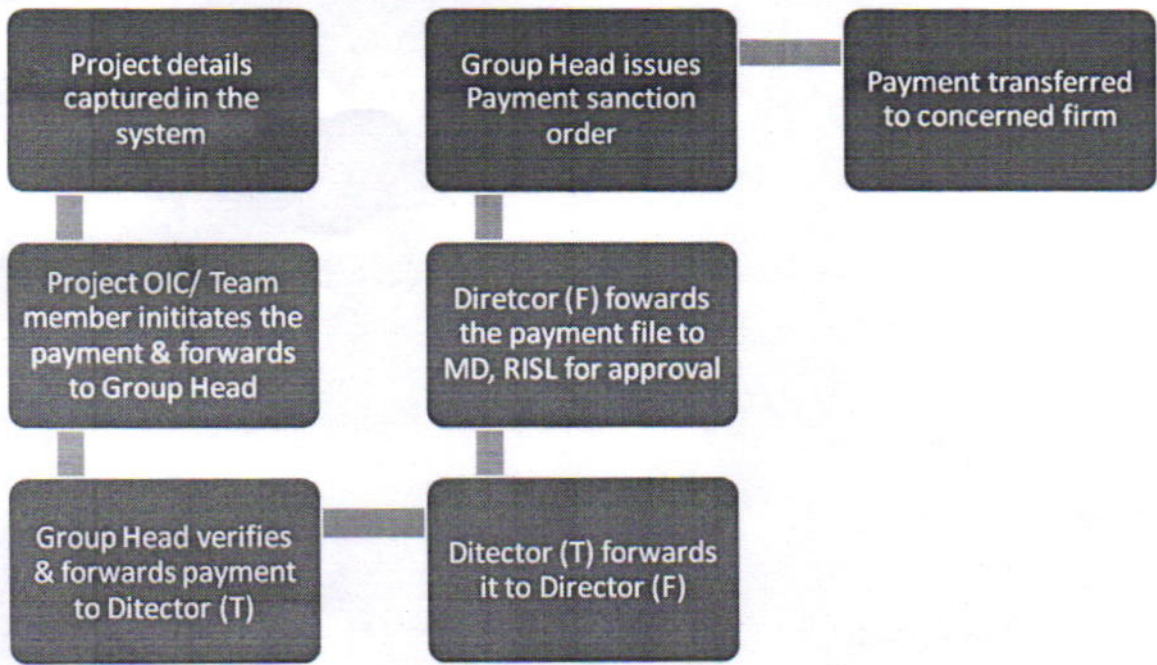 Project details
captured in the
system
Project OIC/ Team
member inititates the
payment & forwards
to Group Head
Group Head verifies
& forwards payment
to Ditector (T)
Ditector (T) forwards
it to Director (F)
Diretcor (F) fowards
the payment file to
MD, RISL for approval
Group Head issues
Payment sanction
order
Payment transferred
to concerned firm